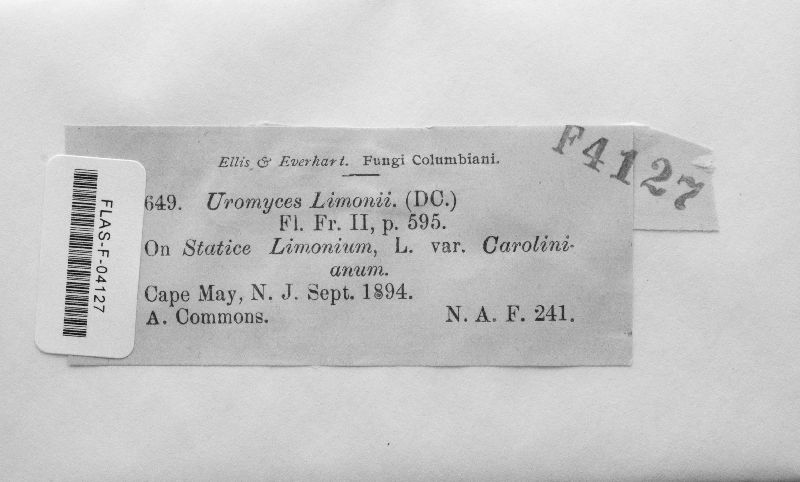 Ellis & Everhart. Fungi Columbiani.
F4127
649. Uromyces Limonii. (DC.)
Fl. Fr. II, p. 595.
On Statice Limonium, L. var. Carolini-
anum.
Cape May, N. J. Sept. 1894.
A. Commons. N. A. F. 241.
FLAS-F-04127